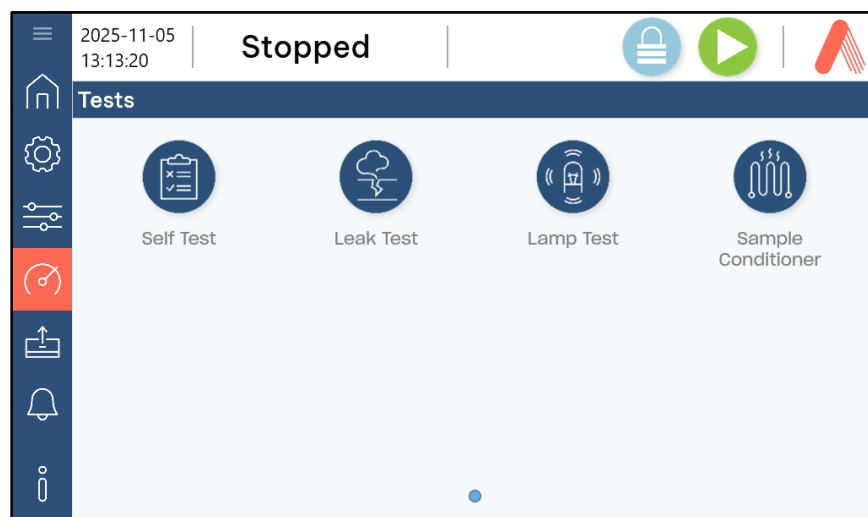 2025-11-05
13:13:20
Stopped
Tests
Self Test
Leak Test
Lamp Test
Sample
Conditioner